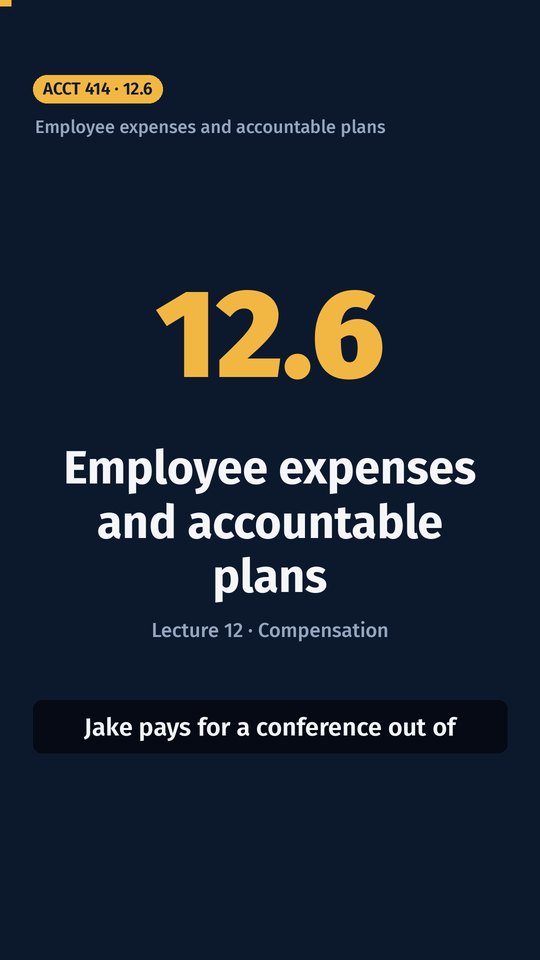 ACCT 414 · 12.6
Employee expenses and accountable plans
12.6
Employee expenses
and accountable
plans
Lecture 12 · Compensation
Jake pays for a conference out of